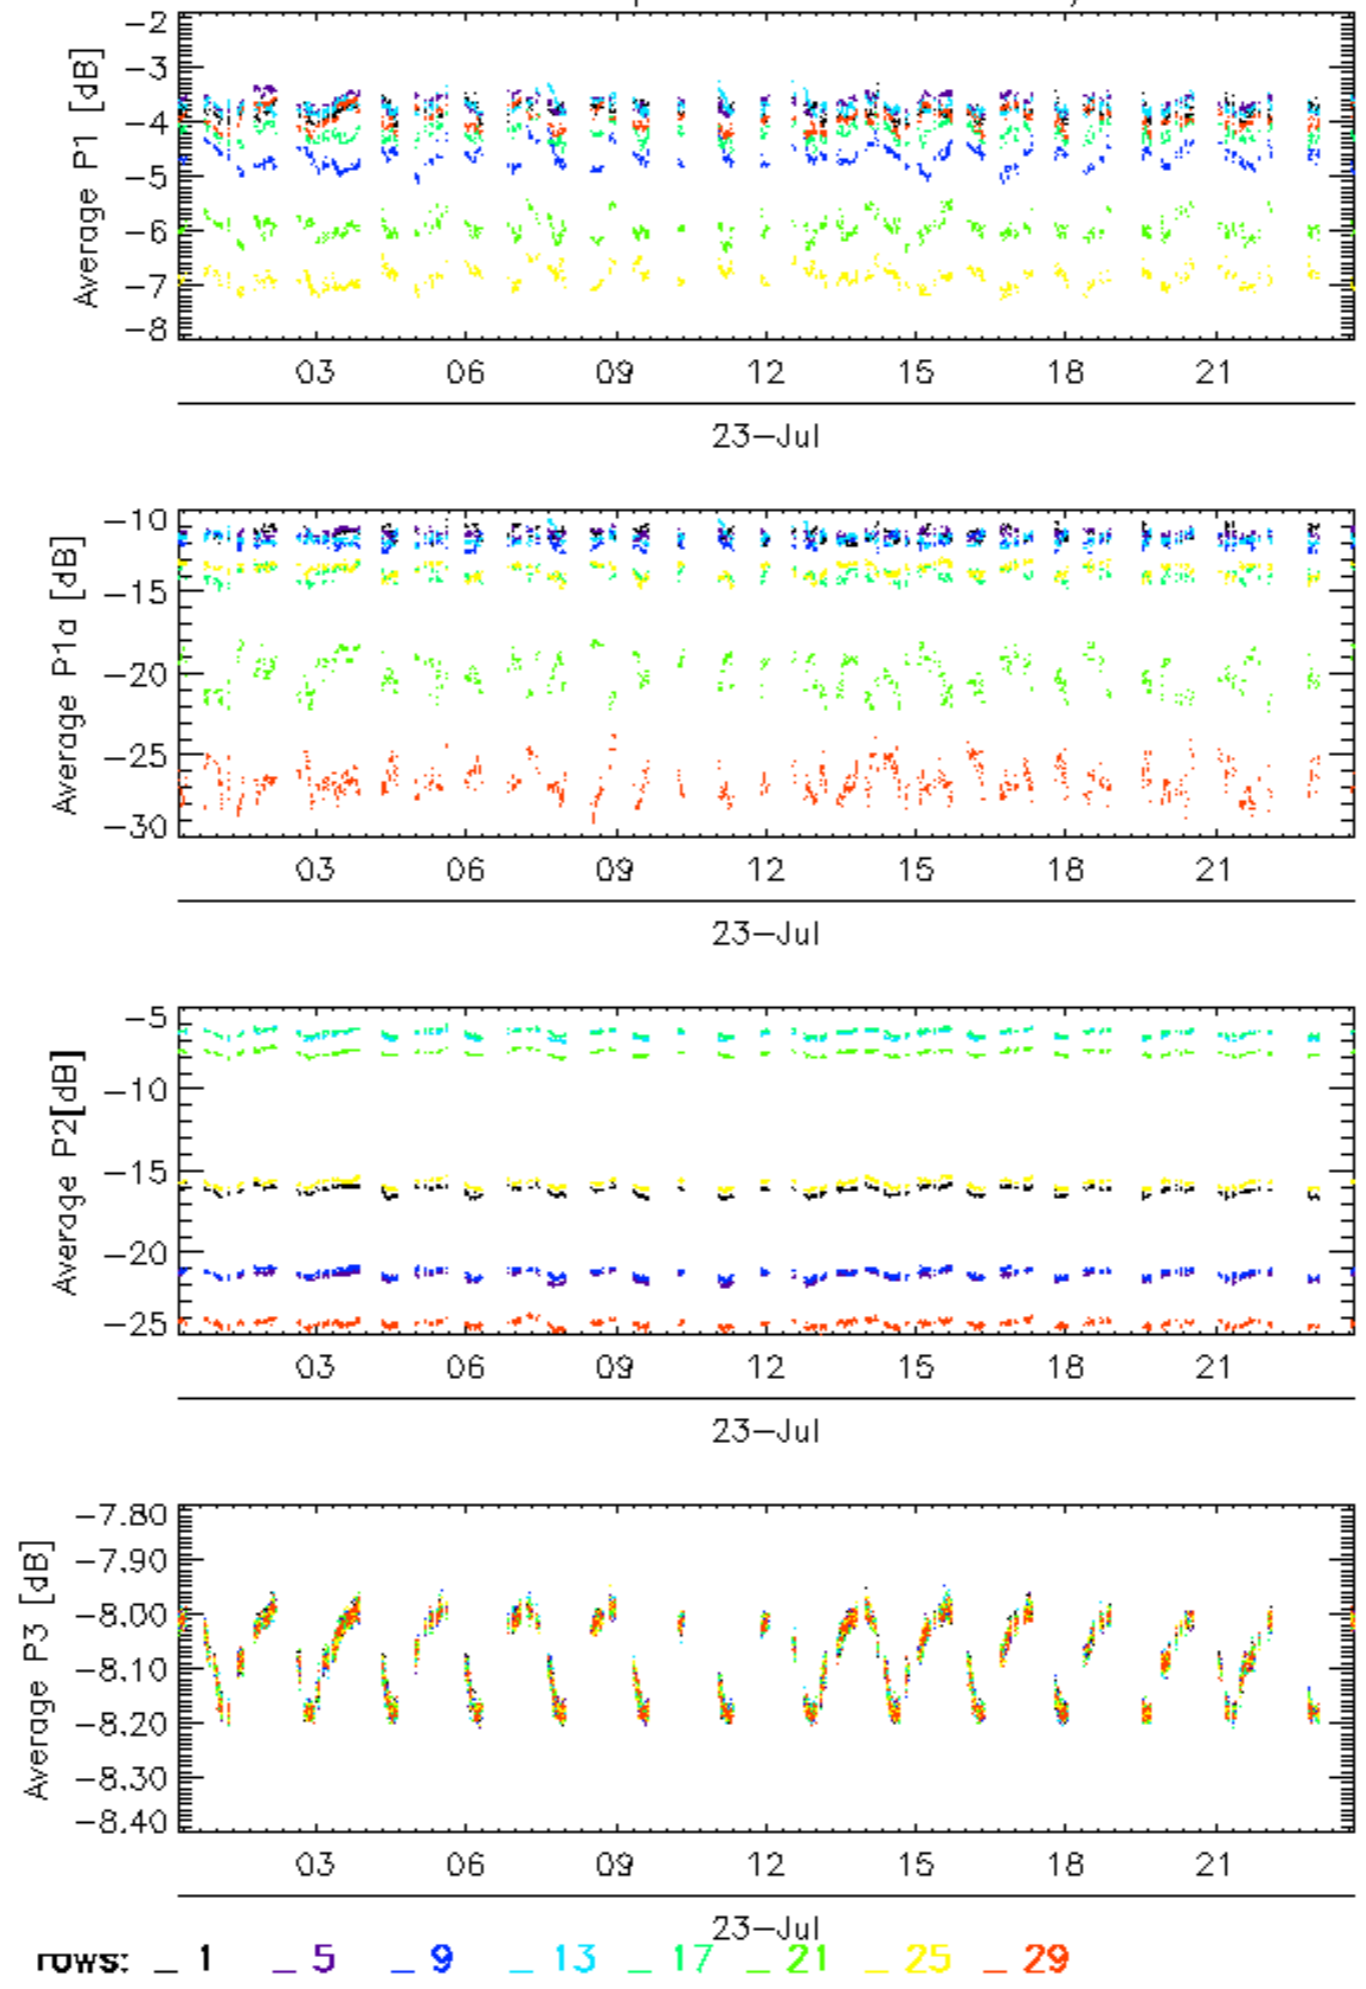 Average P1 [dB]
-2
-3
-4
-5
-6
-7
-8
03 06 09 12 15 18 21
23-Jul
Average P1a [dB]
-10
-15
-20
-25
-30
03 06 09 12 15 18 21
23-Jul
Average P2[dB]
-5
-10
-15
-20
-25
03 06 09 12 15 18 21
23-Jul
Average P3 [dB]
-7.80
-7.90
-8.00
-8.10
-8.20
-8.30
-8.40
03 06 09 12 15 18 21
23-Jul
rows: _ 1 _ 5 _ 9 _ 13 _ 17 _ 21 _ 25 _ 29